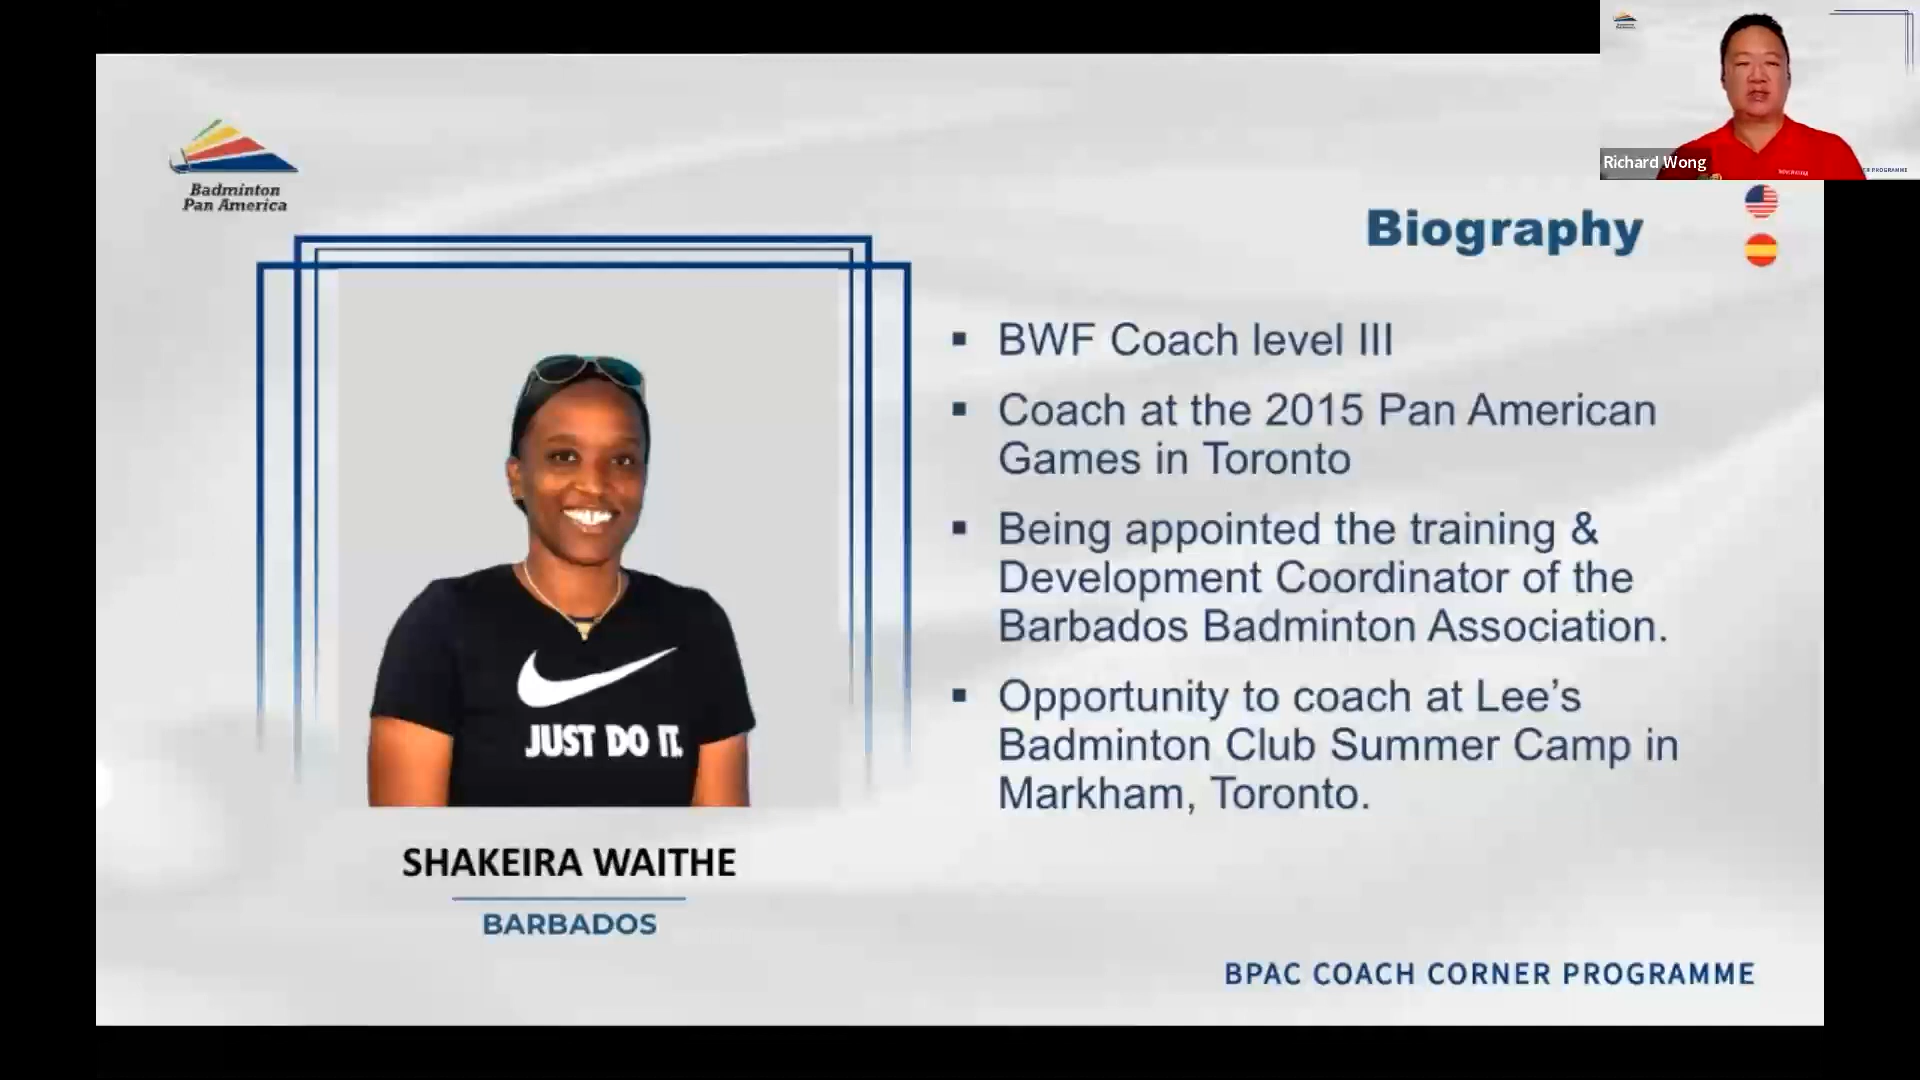 Richard Wong
Badminton
Pan America
Biography
▪ BWF Coach level III
▪ Coach at the 2015 Pan American
Games in Toronto
▪ Being appointed the training &
Development Coordinator of the
Barbados Badminton Association.
▪ Opportunity to coach at Lee’s
Badminton Club Summer Camp in
Markham, Toronto.
JUST DO IT.
SHAKEIRA WAITHE
BARBADOS
BPAC COACH CORNER PROGRAMME